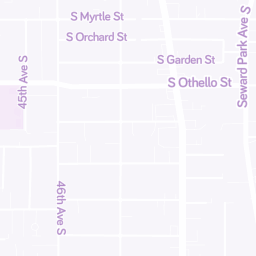 S Myrtle St
S Orchard St
S Garden St
S Othello St
45th Ave S
Seward Park Ave S
46th Ave S